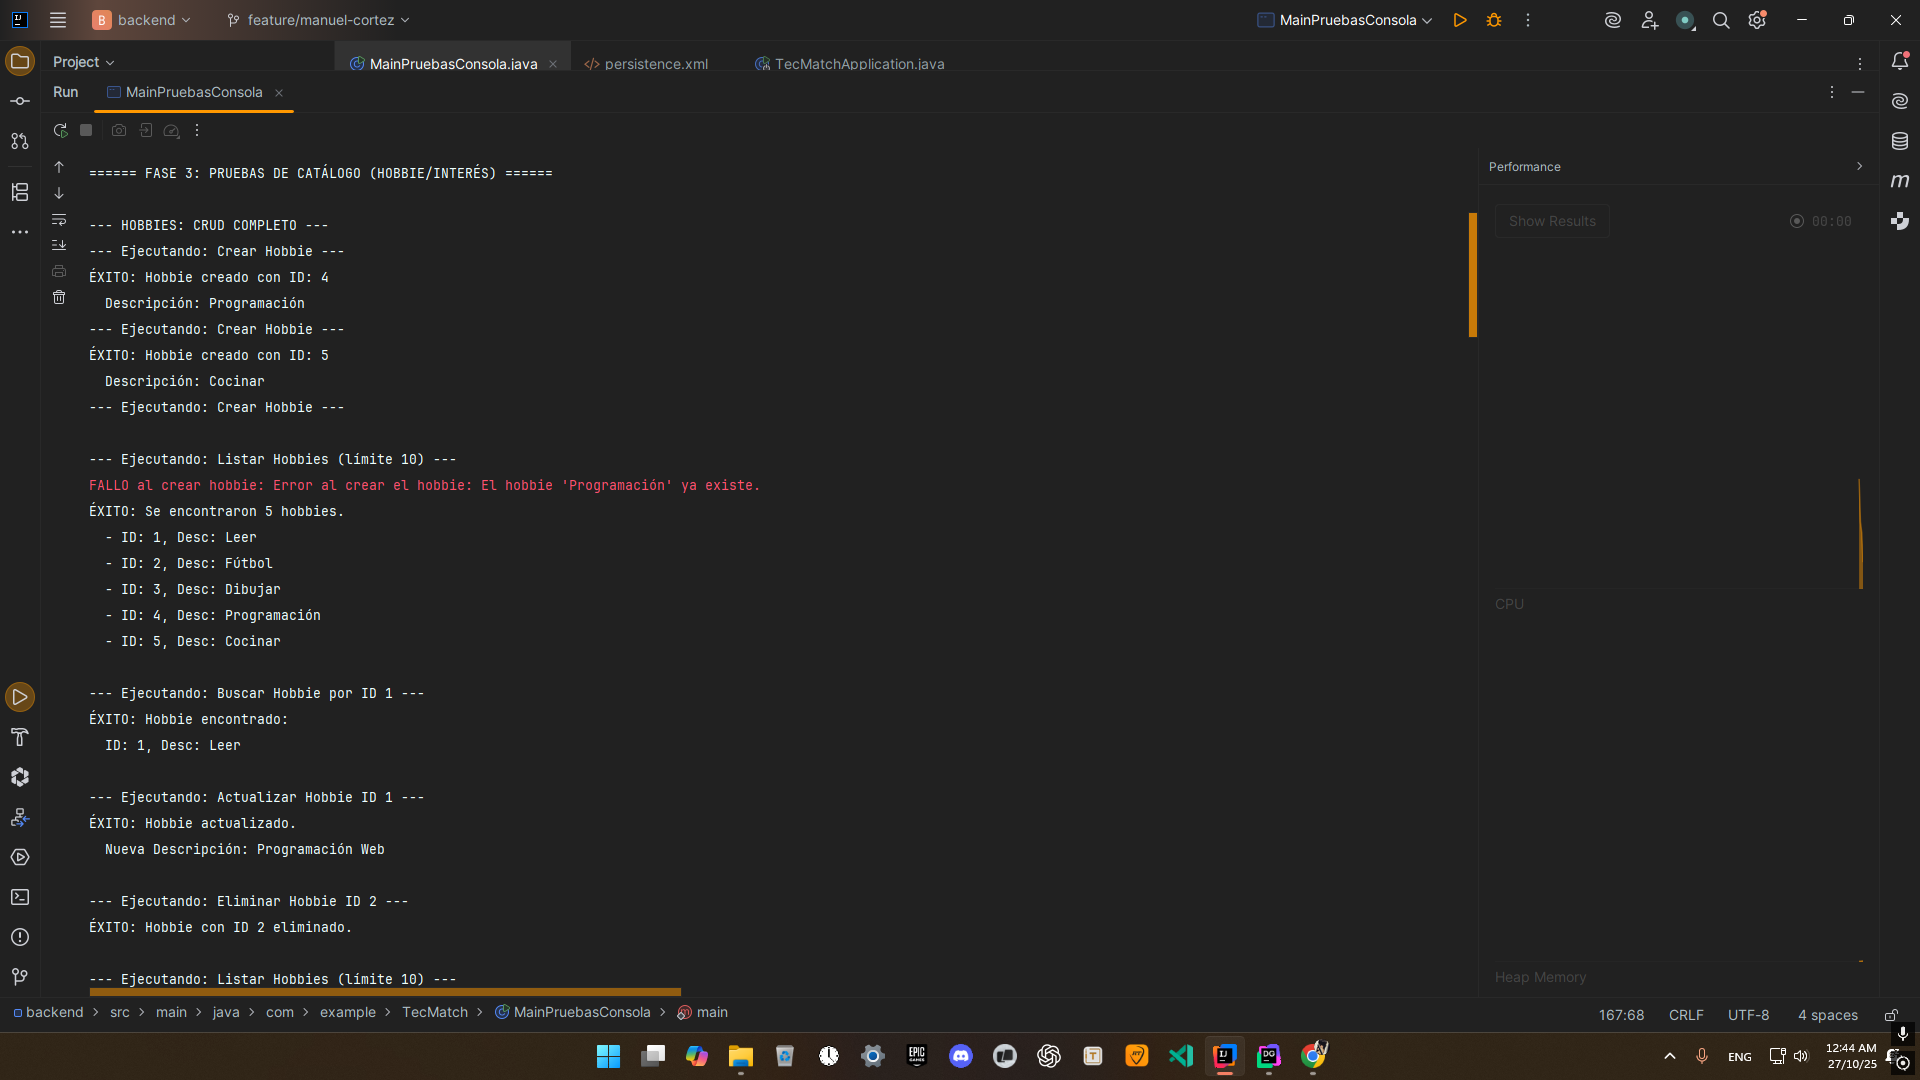 B backend feature/manuel-cortez MainPruebasConsola
Project MainPruebasConsola.java persistence.xml TecMatchApplication.java
Run MainPruebasConsola
====== FASE 3: PRUEBAS DE CATÁLOGO (HOBBIE/INTERÉS) ======
Performance
--- HOBBIES: CRUD COMPLETO ---
Show Results 00:00
--- Ejecutando: Crear Hobbie ---
ÉXITO: Hobbie creado con ID: 4
Descripción: Programación
--- Ejecutando: Crear Hobbie ---
ÉXITO: Hobbie creado con ID: 5
Descripción: Cocinar
--- Ejecutando: Crear Hobbie ---
--- Ejecutando: Listar Hobbies (límite 10) ---
FALLO al crear hobbie: Error al crear el hobbie: El hobbie 'Programación' ya existe.
ÉXITO: Se encontraron 5 hobbies.
- ID: 1, Desc: Leer
- ID: 2, Desc: Fútbol
- ID: 3, Desc: Dibujar
CPU
- ID: 4, Desc: Programación
- ID: 5, Desc: Cocinar
--- Ejecutando: Buscar Hobbie por ID 1 ---
ÉXITO: Hobbie encontrado:
ID: 1, Desc: Leer
--- Ejecutando: Actualizar Hobbie ID 1 ---
ÉXITO: Hobbie actualizado.
Nueva Descripción: Programación Web
--- Ejecutando: Eliminar Hobbie ID 2 ---
ÉXITO: Hobbie con ID 2 eliminado.
--- Ejecutando: Listar Hobbies (límite 10) ---
Heap Memory
backend > src > main > java > com > example > TecMatch > MainPruebasConsola > main 167:68 CRLF UTF-8 4 spaces
ENG 12:44 AM
27/10/25